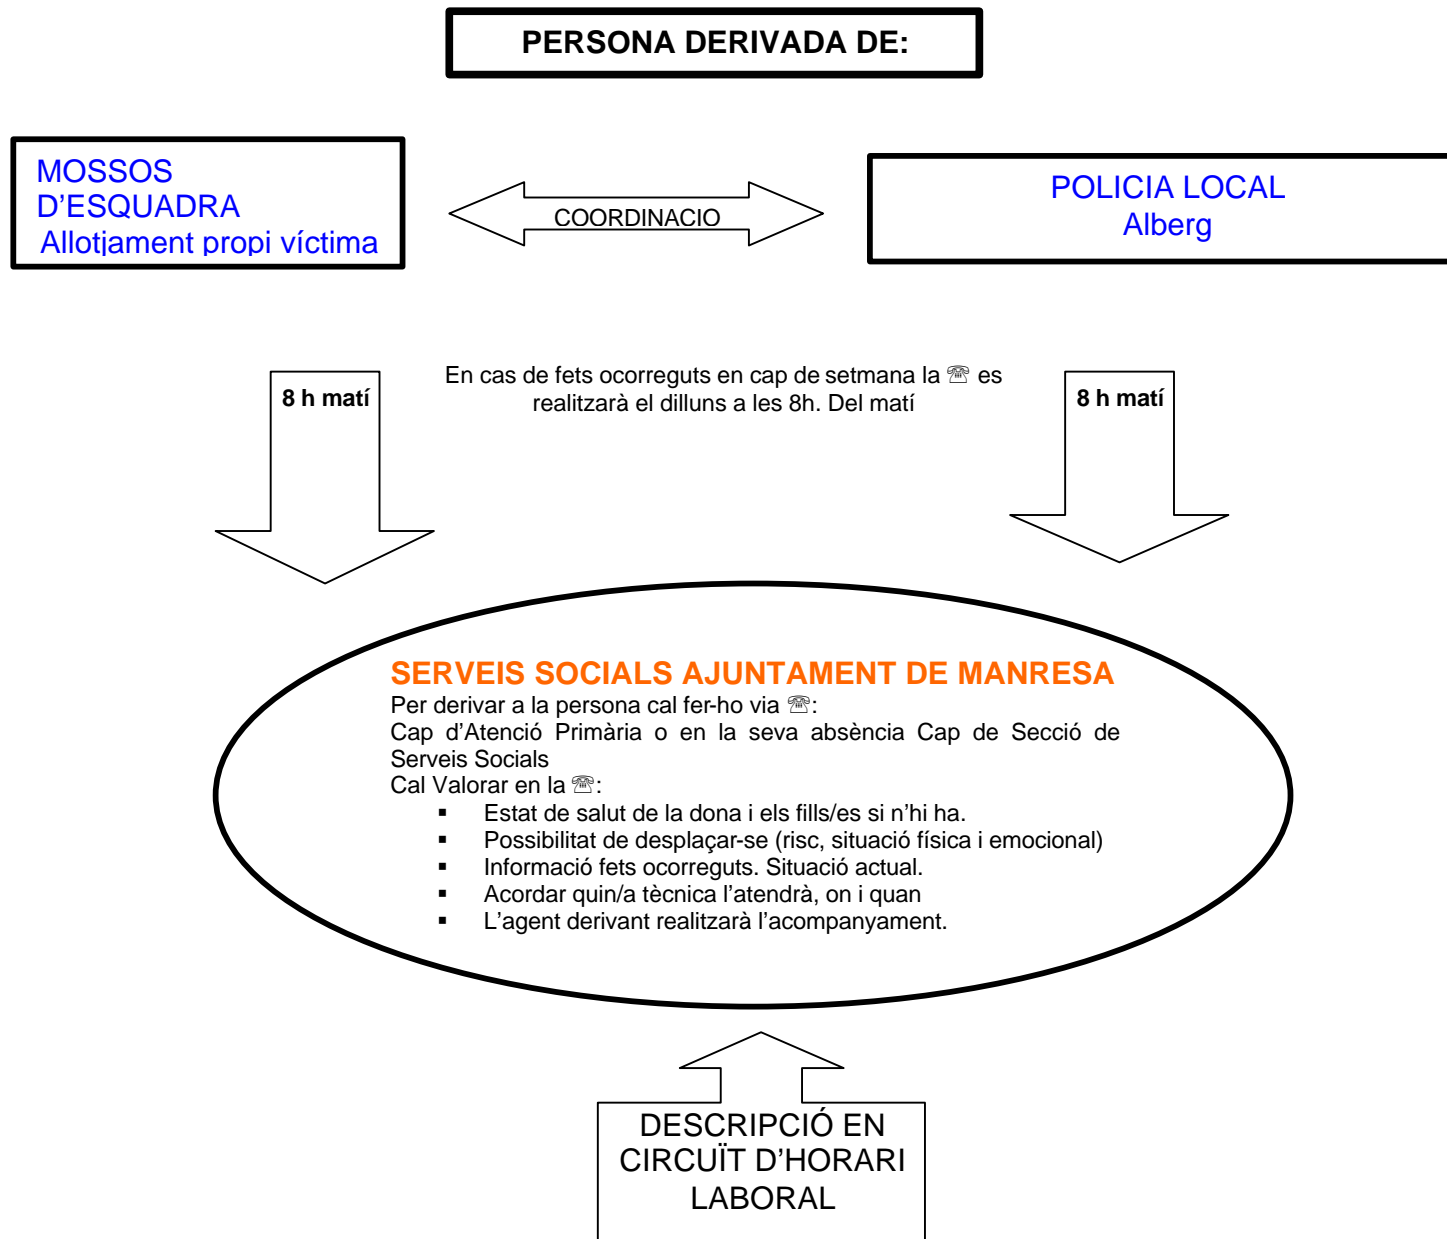 PERSONA DERIVADA DE:
MOSSOS
D'ESQUADRA
Allotjament propi víctima
COORDINACIO
POLICIA LOCAL
Alberg
8 h matí
En cas de fets ocorreguts en cap de setmana la ☏ es
realitzarà el dilluns a les 8h. Del matí
8 h matí
SERVEIS SOCIALS AJUNTAMENT DE MANRESA
Per derivar a la persona cal fer-ho via ☏:
Cap d'Atenció Primària o en la seva absència Cap de Secció de
Serveis Socials
Cal Valorar en la ☏:
▪ Estat de salut de la dona i els fills/es si n'hi ha.
▪ Possibilitat de desplaçar-se (risc, situació física i emocional)
▪ Informació fets ocorreguts. Situació actual.
▪ Acordar quin/a tècnica l'atendrà, on i quan
▪ L'agent derivant realitzarà l'acompanyament.
DESCRIPCIÓ EN
CIRCUÏT D'HORARI
LABORAL